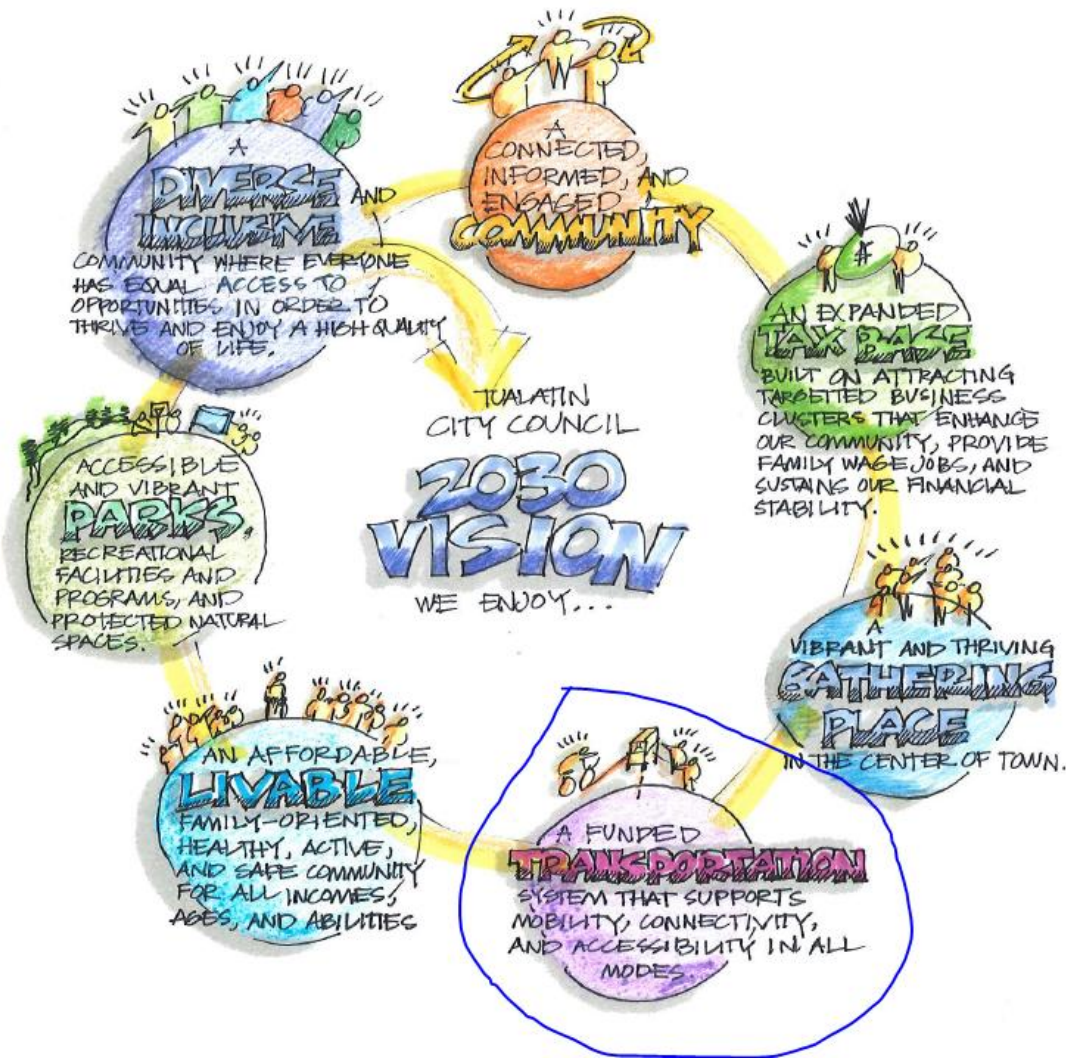 A
DIVERSE AND
INCLUSIVE
COMMUNITY WHERE EVERYONE
HAS EQUAL ACCESS TO
OPPORTUNITIES IN ORDER TO
THRIVE AND ENJOY A HIGH QUALITY
OF LIFE.
A
CONNECTED,
INFORMED, AND
ENGAGED
COMMUNITY
AN EXPANDED
TAX BASE
BUILT ON ATTRACTING
TARGETTED BUSINESS
CLUSTERS THAT ENHANCE
OUR COMMUNITY, PROVIDE
FAMILY WAGE JOBS, AND
SUSTAINS OUR FINANCIAL
STABILITY.
TUALATIN
CITY COUNCIL
2030
VISION
WE ENJOY...
ACCESSIBLE
AND VIBRANT
PARKS,
RECREATIONAL
FACILITIES AND
PROGRAMS, AND
PROTECTED NATURAL
SPACES.
A
VIBRANT AND THRIVING
GATHERING
PLACE
IN THE CENTER OF TOWN.
AN AFFORDABLE,
LIVABLE
FAMILY-ORIENTED,
HEALTHY, ACTIVE,
AND SAFE COMMUNITY
FOR ALL INCOMES,
AGES, AND ABILITIES
A FUNDED
TRANSPORTATION
SYSTEM THAT SUPPORTS
MOBILITY, CONNECTIVITY,
AND ACCESSIBILITY IN ALL
MODES.